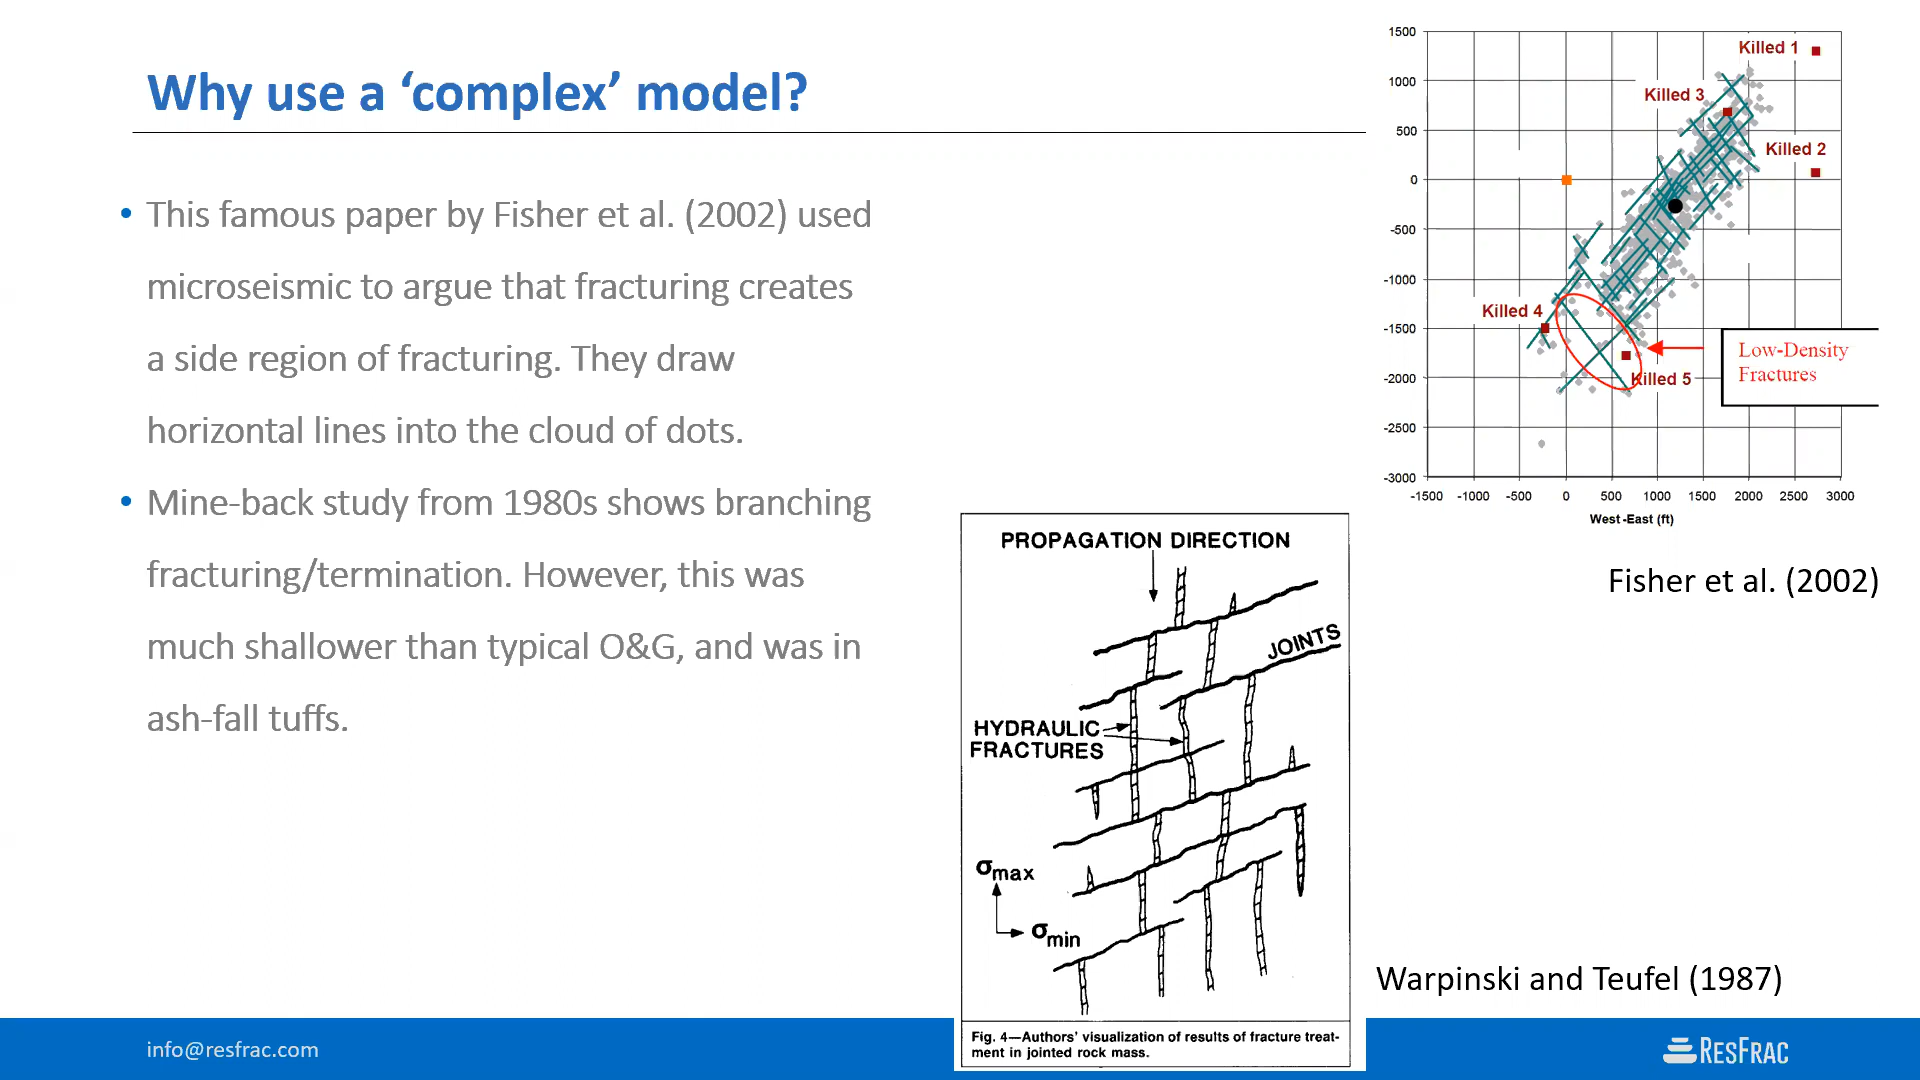 Why use a ‘complex’ model?
• This famous paper by Fisher et al. (2002) used
microseismic to argue that fracturing creates
a side region of fracturing. They draw
horizontal lines into the cloud of dots.
• Mine-back study from 1980s shows branching
fracturing/termination. However, this was
much shallower than typical O&G, and was in
ash-fall tuffs.
1500
1000
500
0
-500
-1000
-1500
-2000
-2500
-3000
-1500 -1000 -500 0 500 1000 1500 2000 2500 3000
West-East (ft)
Killed 1
Killed 3
Killed 2
Killed 4
Killed 5
Low-Density
Fractures
Fisher et al. (2002)
PROPAGATION DIRECTION
JOINTS
HYDRAULIC
FRACTURES
σmax
σmin
Fig. 4—Authors' visualization of results of fracture treat-
ment in jointed rock mass.
Warpinski and Teufel (1987)
info@resfrac.com
RESFRAC